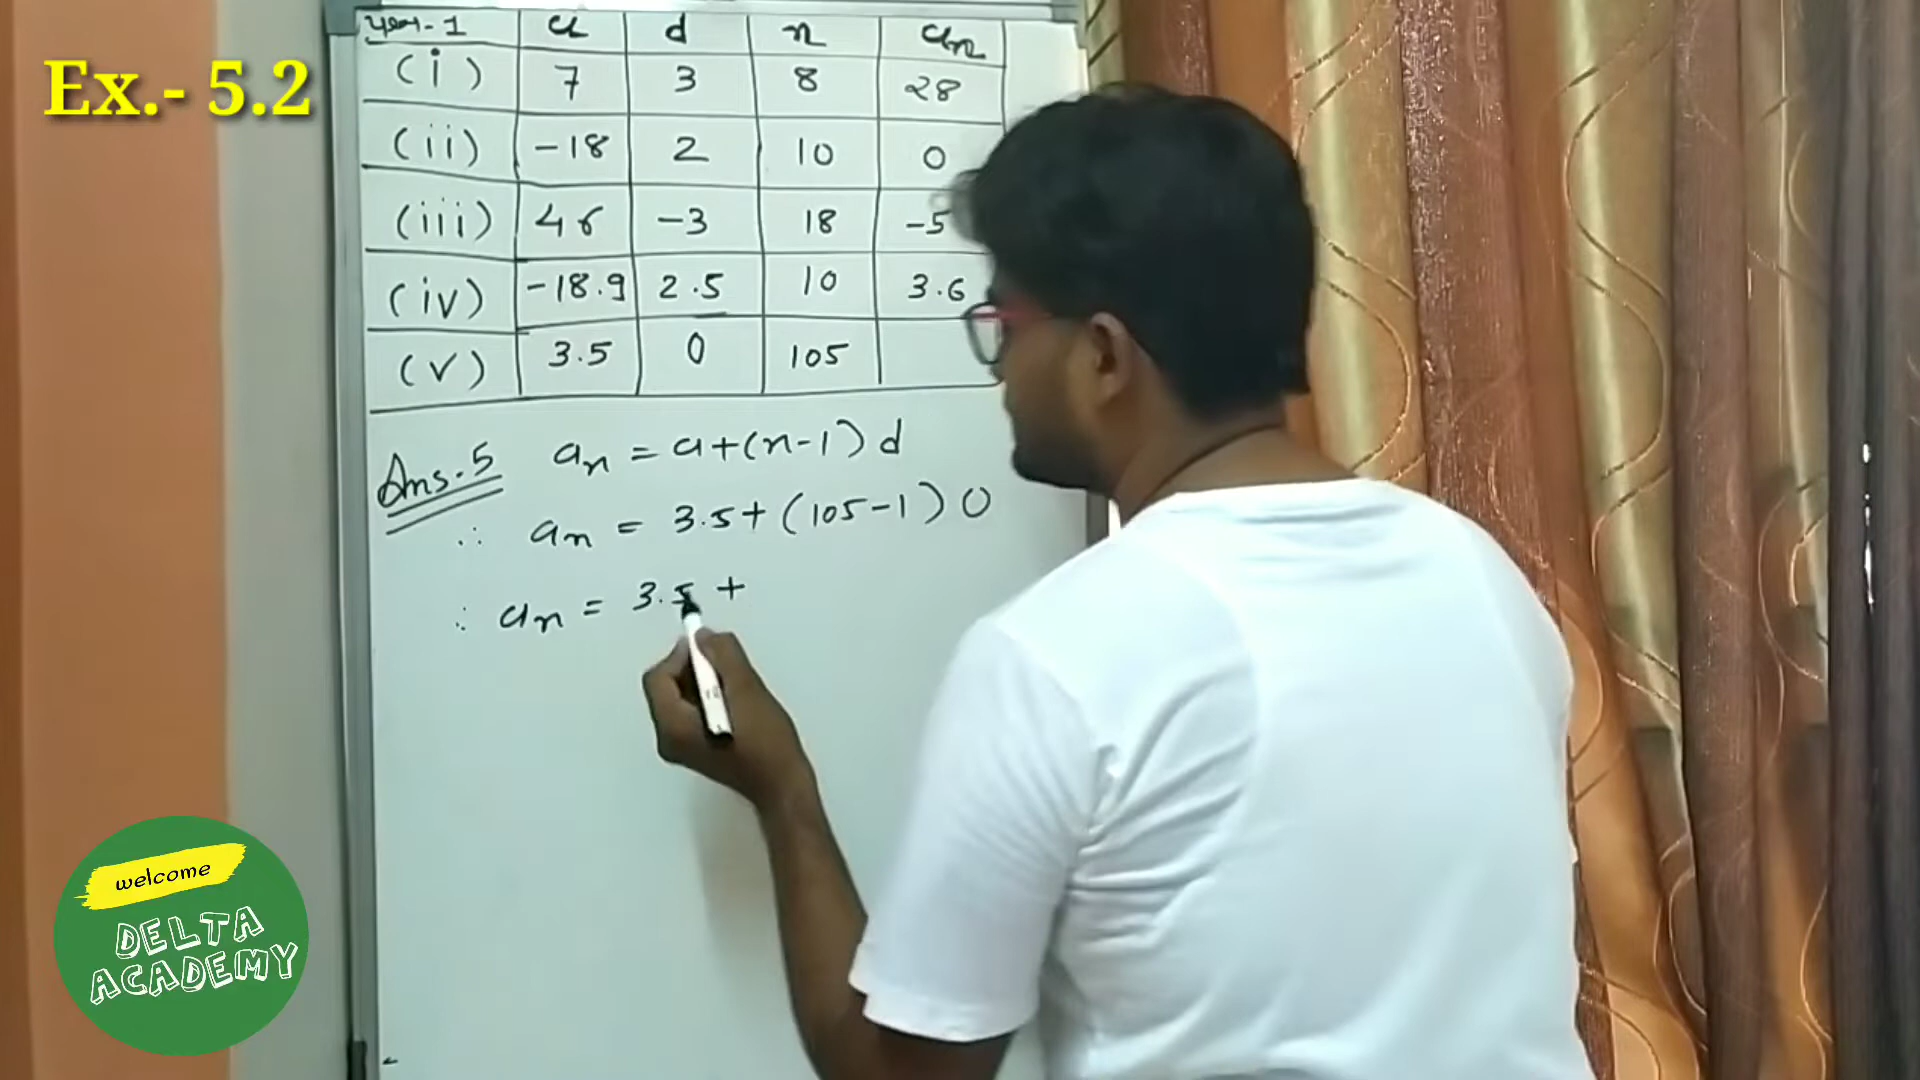 Ex.- 5.2
प्रश्न-1 a d n an
(i) 7 3 8 28
(ii) -18 2 10 0
(iii) 46 -3 18 -5
(iv) -18.9 2.5 10 3.6
(v) 3.5 0 105
Ans.5 an = a+(n-1) d
∴ an = 3.5+(105-1) 0
∴ an = 3.5 +
welcome
DELTA
ACADEMY